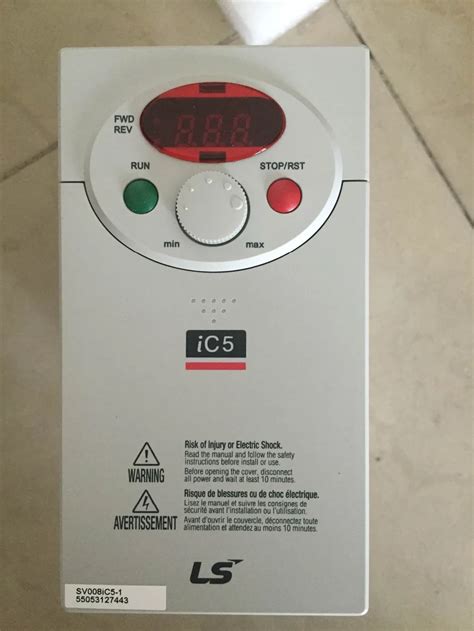 FWD
REV
8.8.8
RUN
STOP/RST
min
max
iC5
Risk of Injury or Electric Shock.
Read the manual and follow the safety
instructions before install or use.
WARNING
Before opening the cover, disconnect
all power and wait at least 10 minutes.
Risque de blessures ou de choc électrique.
Lisez le manuel et suivre les consignes de
sécurité avant l'installation ou l'utilisation.
AVERTISSEMENT
Avant d'ouvrir le couvercle, déconnectez toute
alimentation et attendez au moins 10 minutes.
LS
SV008iC5-1
55053127443